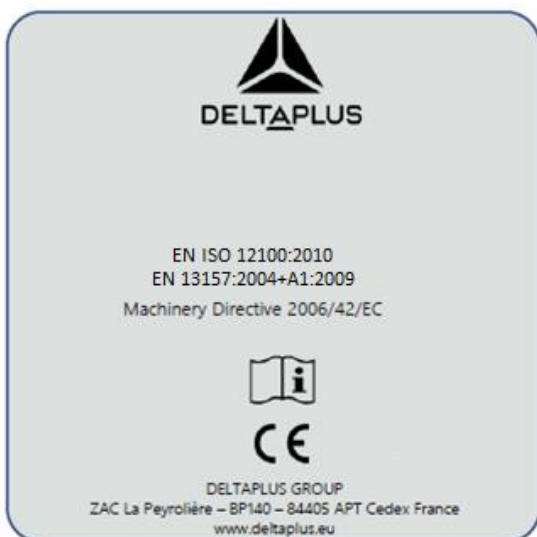 DELTAPLUS
EN ISO 12100:2010
EN 13157:2004+A1:2009
Machinery Directive 2006/42/EC
i
CE
DELTAPLUS GROUP
ZAC La Peyrolière – BP140 – 84405 APT Cedex France
www.deltaplus.eu